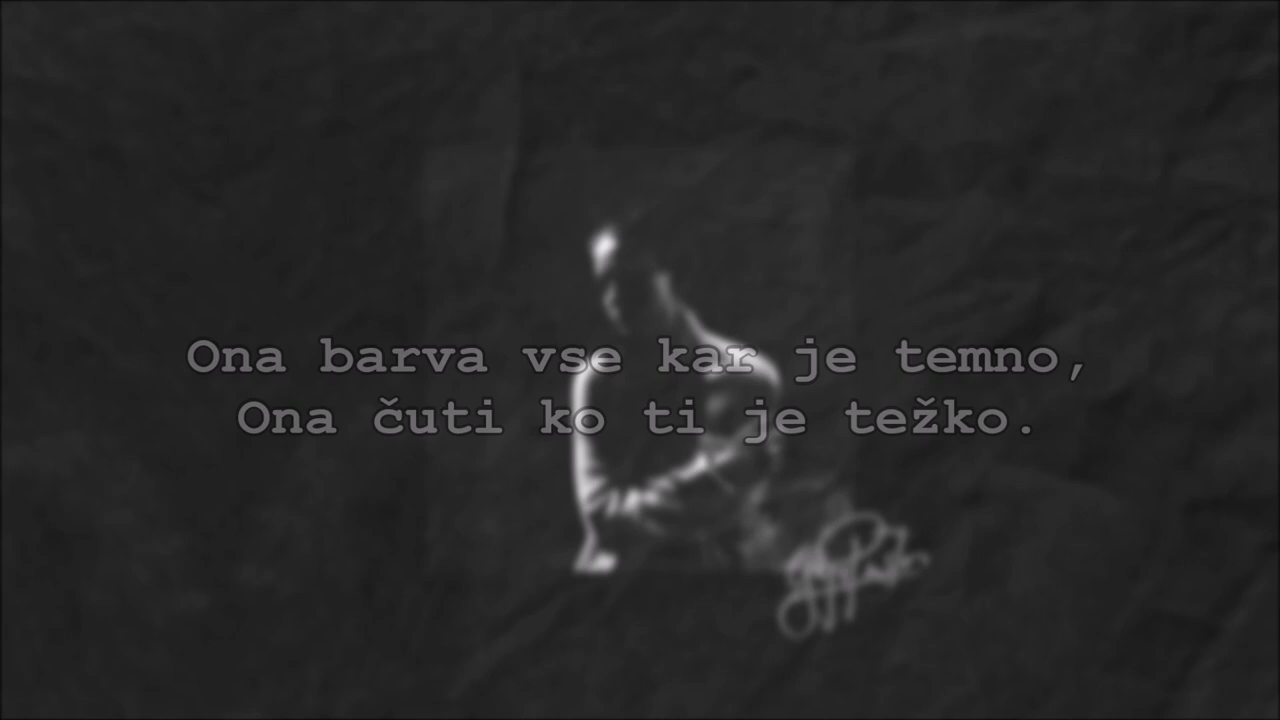 Ona barva vse kar je temno,
Ona čuti ko ti je težko.